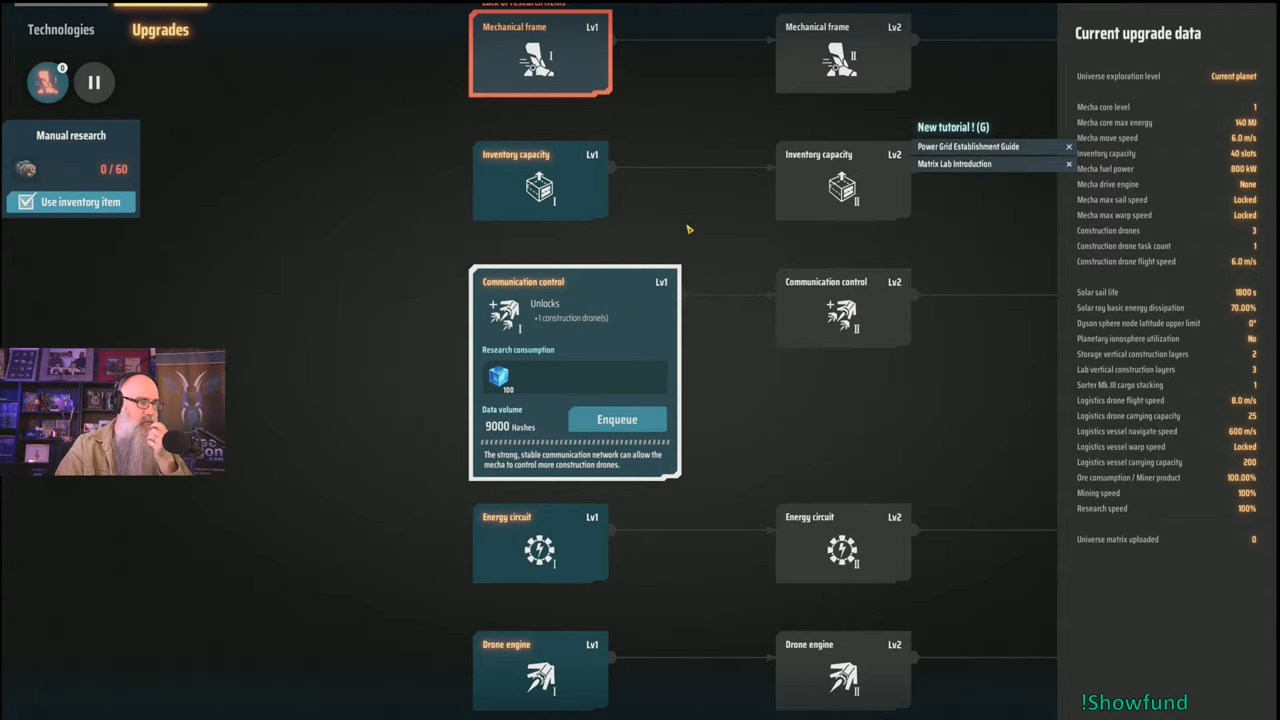 Technologies
Upgrades
0
Manual research
0 / 60
Use inventory item
Lack of research items
Mechanical frame Lv1
I
Mechanical frame Lv2
II
Inventory capacity Lv1
I
Inventory capacity Lv2
II
Communication control Lv1
Unlocks
+1 construction drone(s)
I
Research consumption
100
Data volume
9000 Hashes
Enqueue
The strong, stable communication network can allow the
mecha to control more construction drones.
Communication control Lv2
II
Energy circuit Lv1
I
Energy circuit Lv2
II
Drone engine Lv1
I
Drone engine Lv2
II
New tutorial ! (G)
Power Grid Establishment Guide
Matrix Lab Introduction
Current upgrade data
Universe exploration level Current planet
Mecha core level 1
Mecha core max energy 140 MJ
Mecha move speed 6.0 m/s
Inventory capacity 40 slots
Mecha fuel power 800 kW
Mecha drive engine None
Mecha max sail speed Locked
Mecha max warp speed Locked
Construction drones 3
Construction drone task count 1
Construction drone flight speed 6.0 m/s
Solar sail life 1800 s
Solar ray basic energy dissipation 70.00%
Dyson sphere node latitude upper limit 0°
Planetary ionosphere utilization No
Storage vertical construction layers 2
Lab vertical construction layers 3
Sorter Mk.III cargo stacking 1
Logistics drone flight speed 8.0 m/s
Logistics drone carrying capacity 25
Logistics vessel navigate speed 600 m/s
Logistics vessel warp speed Locked
Logistics vessel carrying capacity 200
Ore consumption / Miner product 100.00%
Mining speed 100%
Research speed 100%
Universe matrix uploaded 0
!Showfund